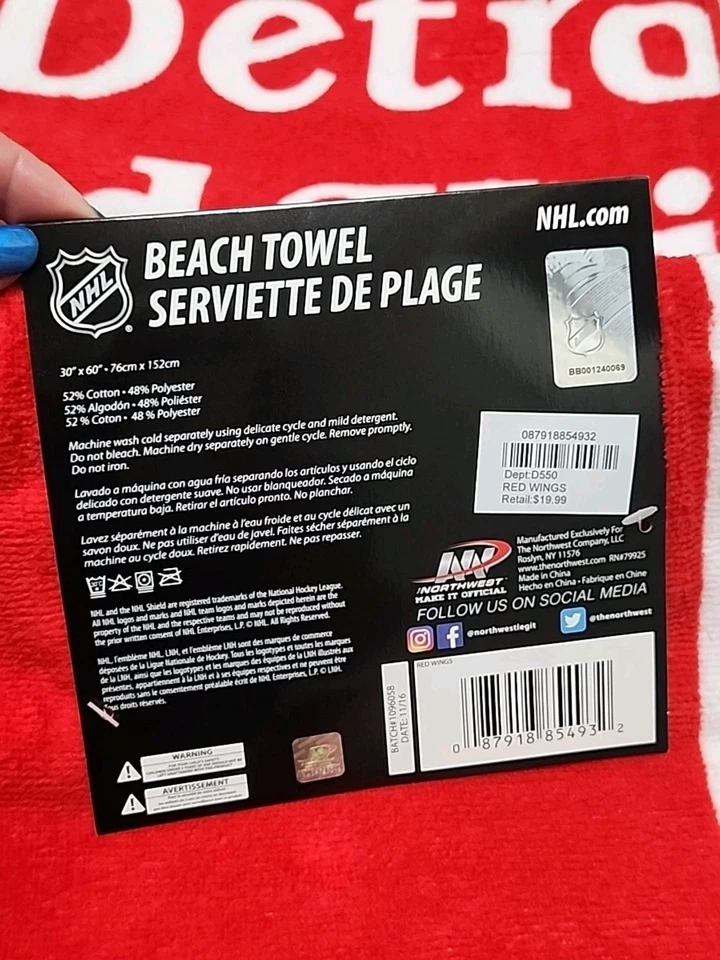 Detro
NHL.com
NHL
BEACH TOWEL
SERVIETTE DE PLAGE
BB001240069
30" x 60" • 76cm x 152cm
52% Cotton • 48% Polyester
52% Algodón • 48% Poliéster
52 % Coton • 48 % Polyester
Machine wash cold separately using delicate cycle and mild detergent.
Do not bleach. Machine dry separately on gentle cycle. Remove promptly.
Do not iron.
Lavado a máquina con agua fría separando los artículos y usando el ciclo
delicado con detergente suave. No usar blanqueador. Secado a máquina
a temperatura baja. Retirar el artículo pronto. No planchar.
Lavez séparément à la machine à l'eau froide et au cycle délicat avec un
savon doux. Ne pas utiliser d'eau de javel. Faites sécher séparément à la
machine au cycle doux. Retirez rapidement. Ne pas repasser.
087918854932
Dept:D550
RED WINGS
Retail:$19.99
NORTHWEST
MAKE IT OFFICIAL
Manufactured Exclusively For
The Northwest Company, LLC
Roslyn, NY 11576
www.thenorthwest.com RN#79925
Made in China
Hecho en China • Fabrique en Chine
FOLLOW US ON SOCIAL MEDIA
@northwestlegit
@thenorthwest
NHL and the NHL Shield are registered trademarks of the National Hockey League.
All NHL logos and marks and NHL team logos and marks depicted herein are the
property of the NHL and the respective teams and may not be reproduced without
the prior written consent of NHL Enterprises, L.P. © NHL. All Rights Reserved.
NHL, l'emblème NHL, LNH, et l'emblème LNH sont des marques de commerce
déposées de la Ligue Nationale de Hockey. Tous les logotypes et toutes les marques
de la LNH, ainsi que les logotypes et les marques des équipes de la LNH illustrés aux
présentes, appartiennent à la LNH et à ses équipes respectives et ne peuvent être
reproduits sans le consentement préalable écrit de NHL Enterprises, L.P. © LNH.
Tous droits réservés.
BATCH#1096058
DATE: 11/16
RED WINGS
0 87918 85493 2
WARNING
AVERTISSEMENT